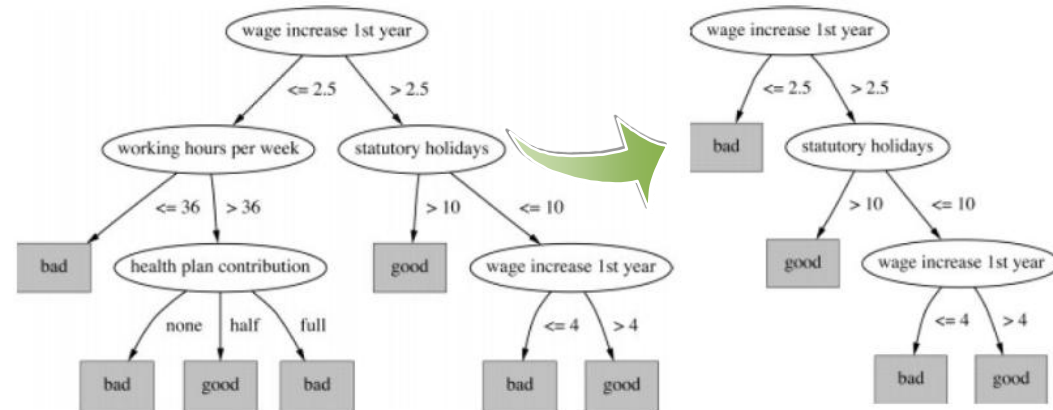 wage increase 1st year
<= 2.5
> 2.5
working hours per week
statutory holidays
<= 36
> 36
> 10
<= 10
bad
health plan contribution
good
wage increase 1st year
none
half
full
<= 4
> 4
bad
good
bad
bad
good
wage increase 1st year
<= 2.5
> 2.5
bad
statutory holidays
> 10
<= 10
good
wage increase 1st year
<= 4
> 4
bad
good